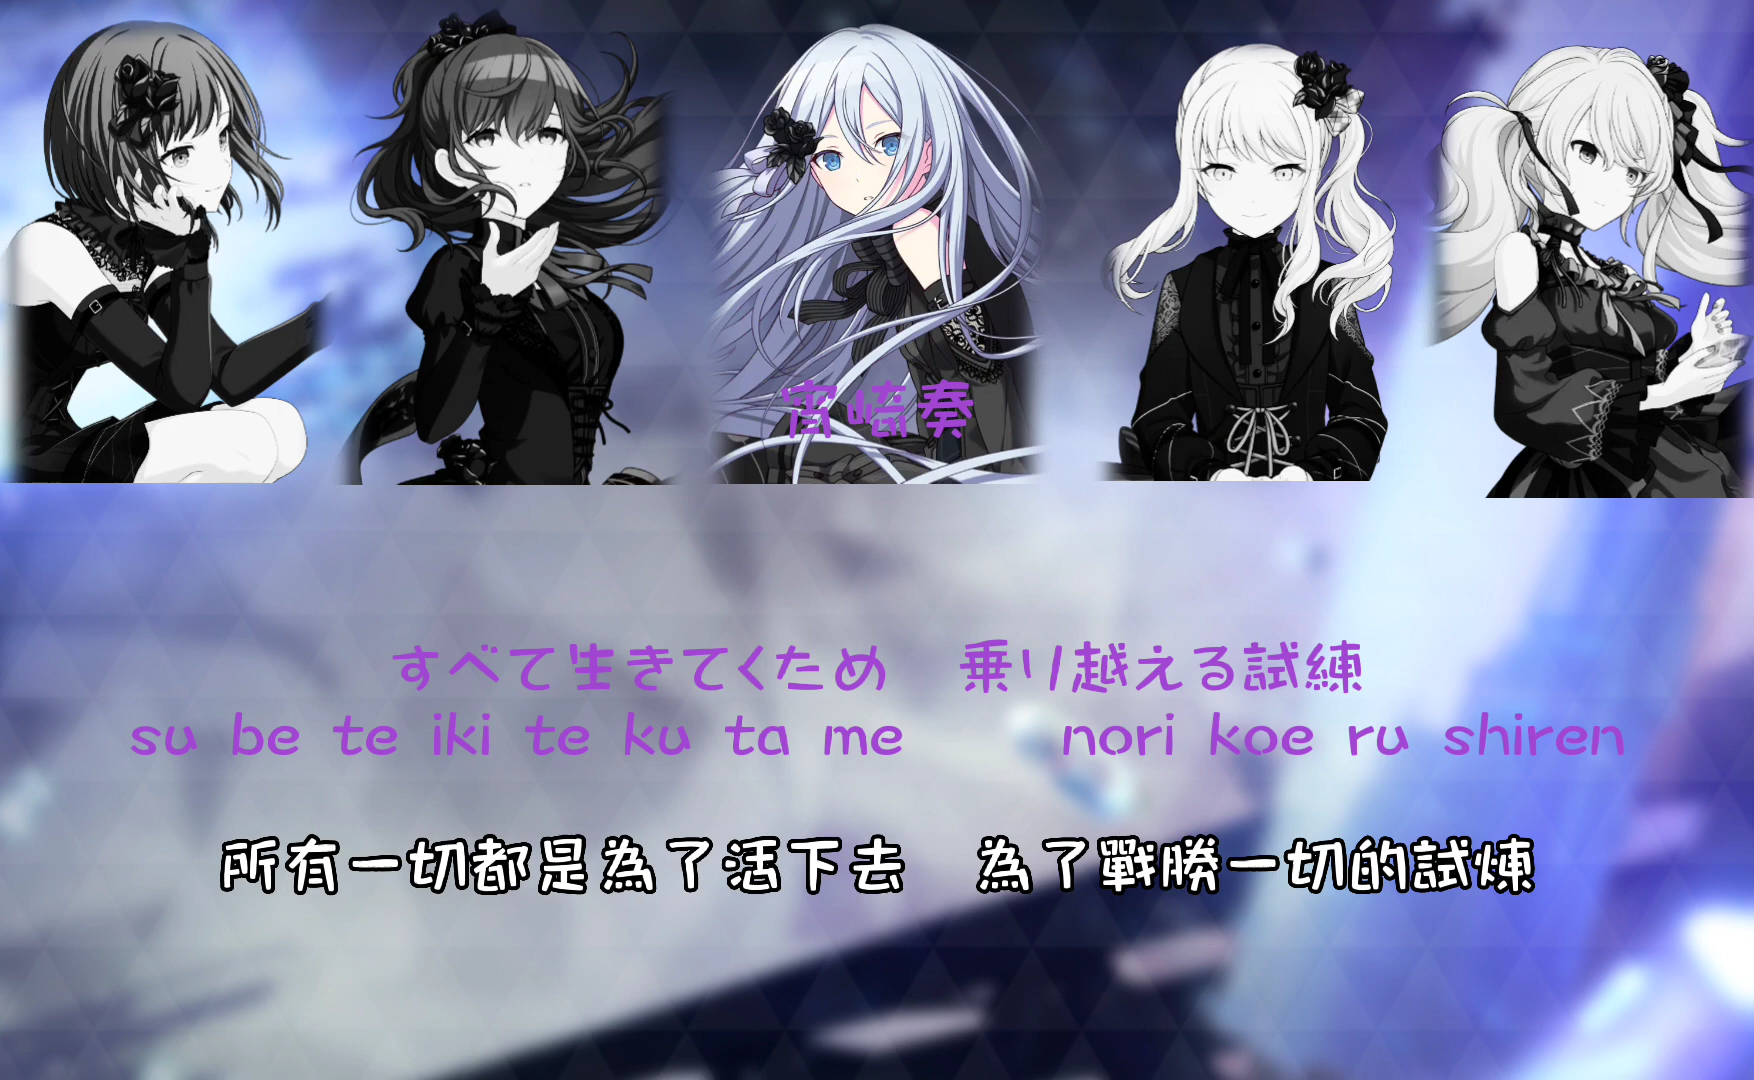 宵崎奏
すべて生きてくため　乗り越える試練
su be te iki te ku ta me　nori koe ru shiren
所有一切都是為了活下去　為了戰勝一切的試煉